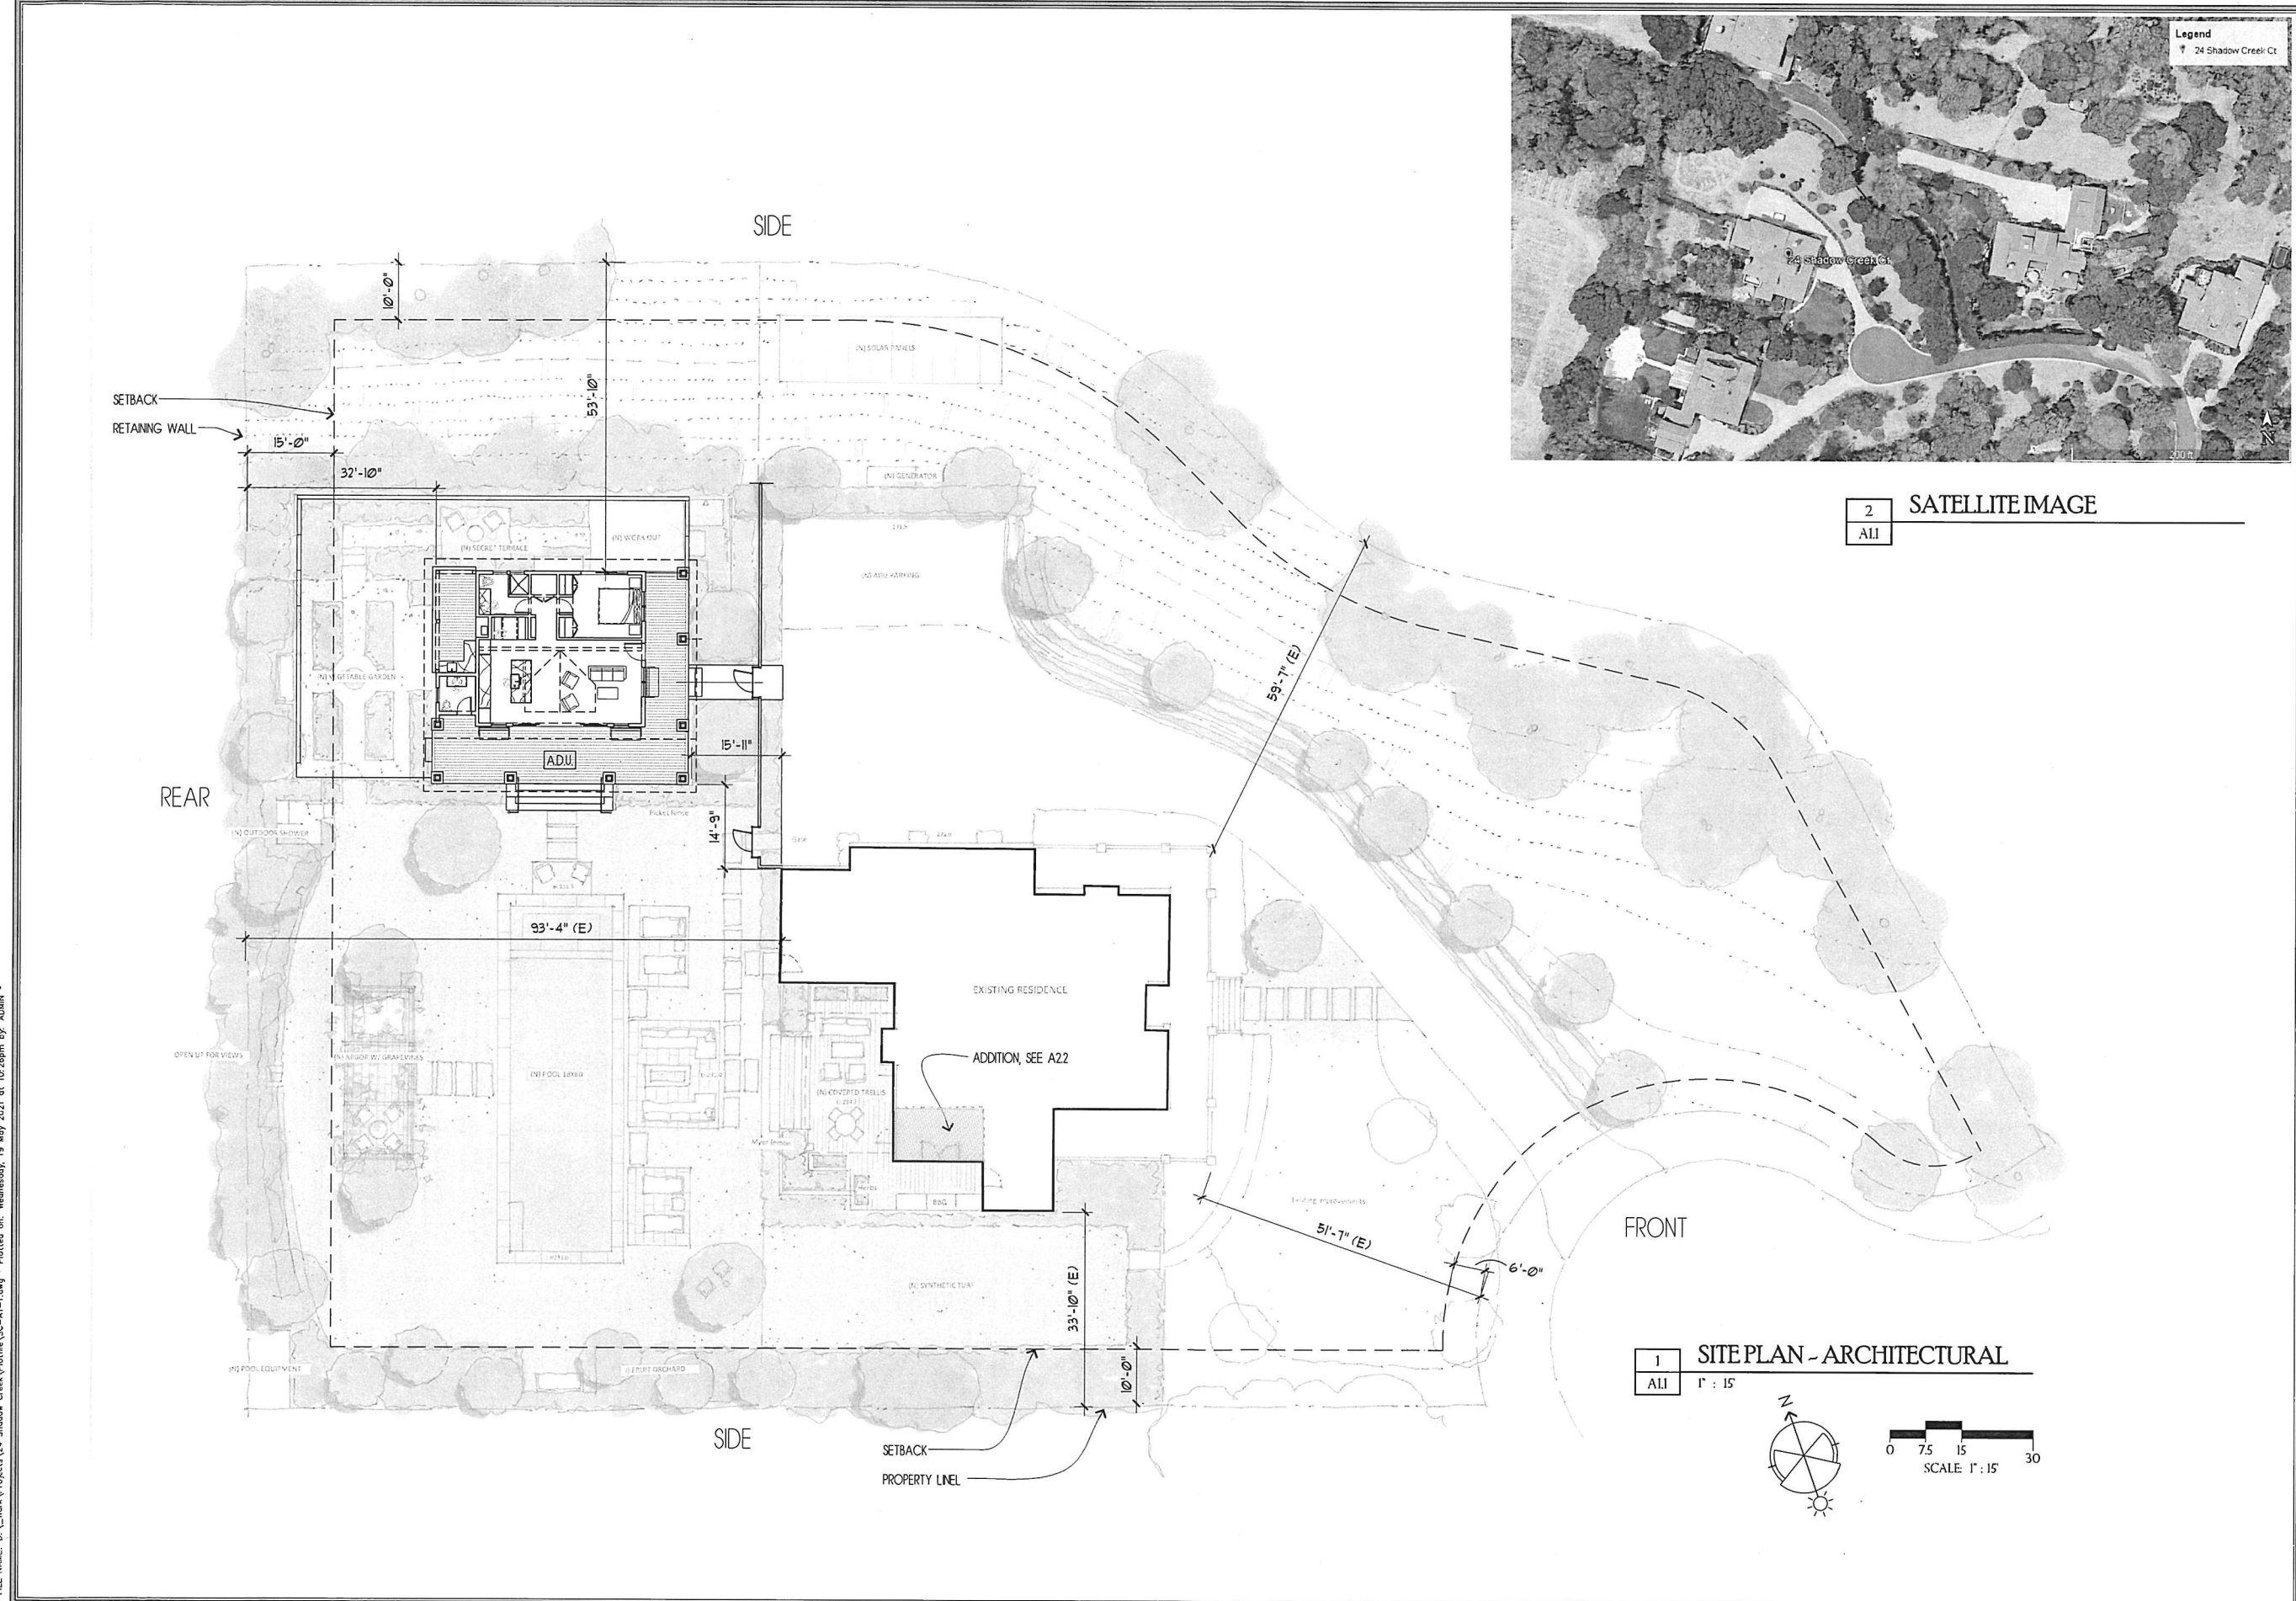 Legend
24 Shadow Creek Ct
24 Shadow Creek Ct
N
200 ft
2
A1.1
SATELLITE IMAGE
SIDE
10'-0"
53'-10"
(N) SOLAR PANELS
SETBACK
RETAINING WALL
15'-0"
32'-10"
(N) GENERATOR
(N) SECRET TERRACE
(N) WORK OUT
(N) ADU PARKING
59'-7" (E)
(N) VEGETABLE GARDEN
15'-11"
A.D.U.
REAR
(N) OUTDOOR SHOWER
Picket Fence
14'-9"
Gate
93'-4" (E)
EXISTING RESIDENCE
OPEN UP FOR VIEWS
(N) ARBOR W/ GRAPEVINES
(N) POOL 18X60
ADDITION, SEE A2.2
(N) COVERED TRELLIS
Myer lemon
Herbs
BBQ
Existing improvements
51'-7" (E)
FRONT
6'-0"
(N) SYNTHETIC TURF
33'-10" (E)
(N) POOL EQUIPMENT
FRUIT ORCHARD
10'-0"
SIDE
SETBACK
PROPERTY LINEL
1
A1.1
SITE PLAN ~ ARCHITECTURAL
1" : 15'
N
0 7.5 15 30
SCALE: 1" : 15'